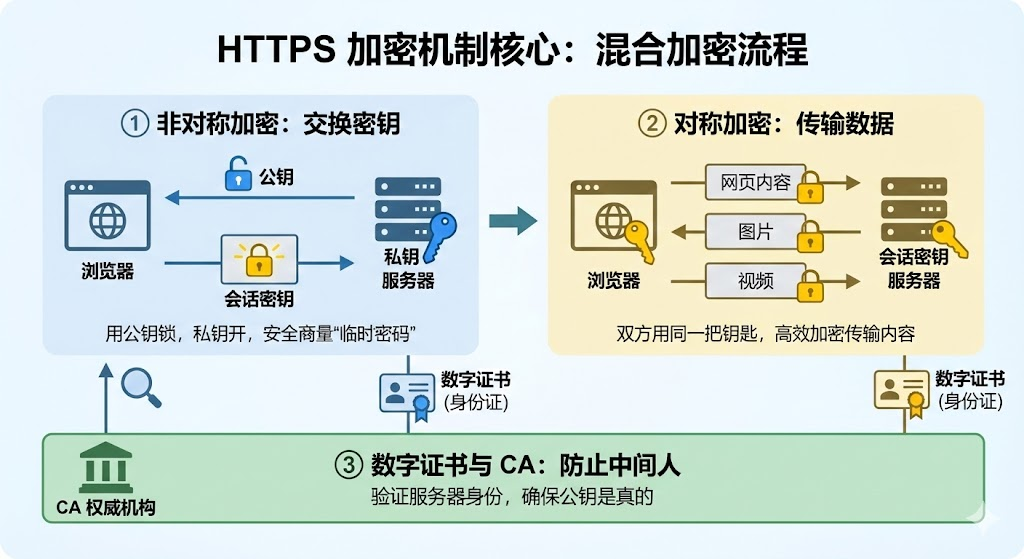 HTTPS 加密机制核心：混合加密流程
① 非对称加密：交换密钥
公钥
浏览器
会话密钥
私钥
服务器
用公钥锁，私钥开，安全商量“临时密码”
② 对称加密：传输数据
网页内容
图片
视频
浏览器
会话密钥
服务器
双方用同一把钥匙，高效加密传输内容
数字证书
(身份证)
数字证书
(身份证)
CA 权威机构
③ 数字证书与 CA：防止中间人
验证服务器身份，确保公钥是真的